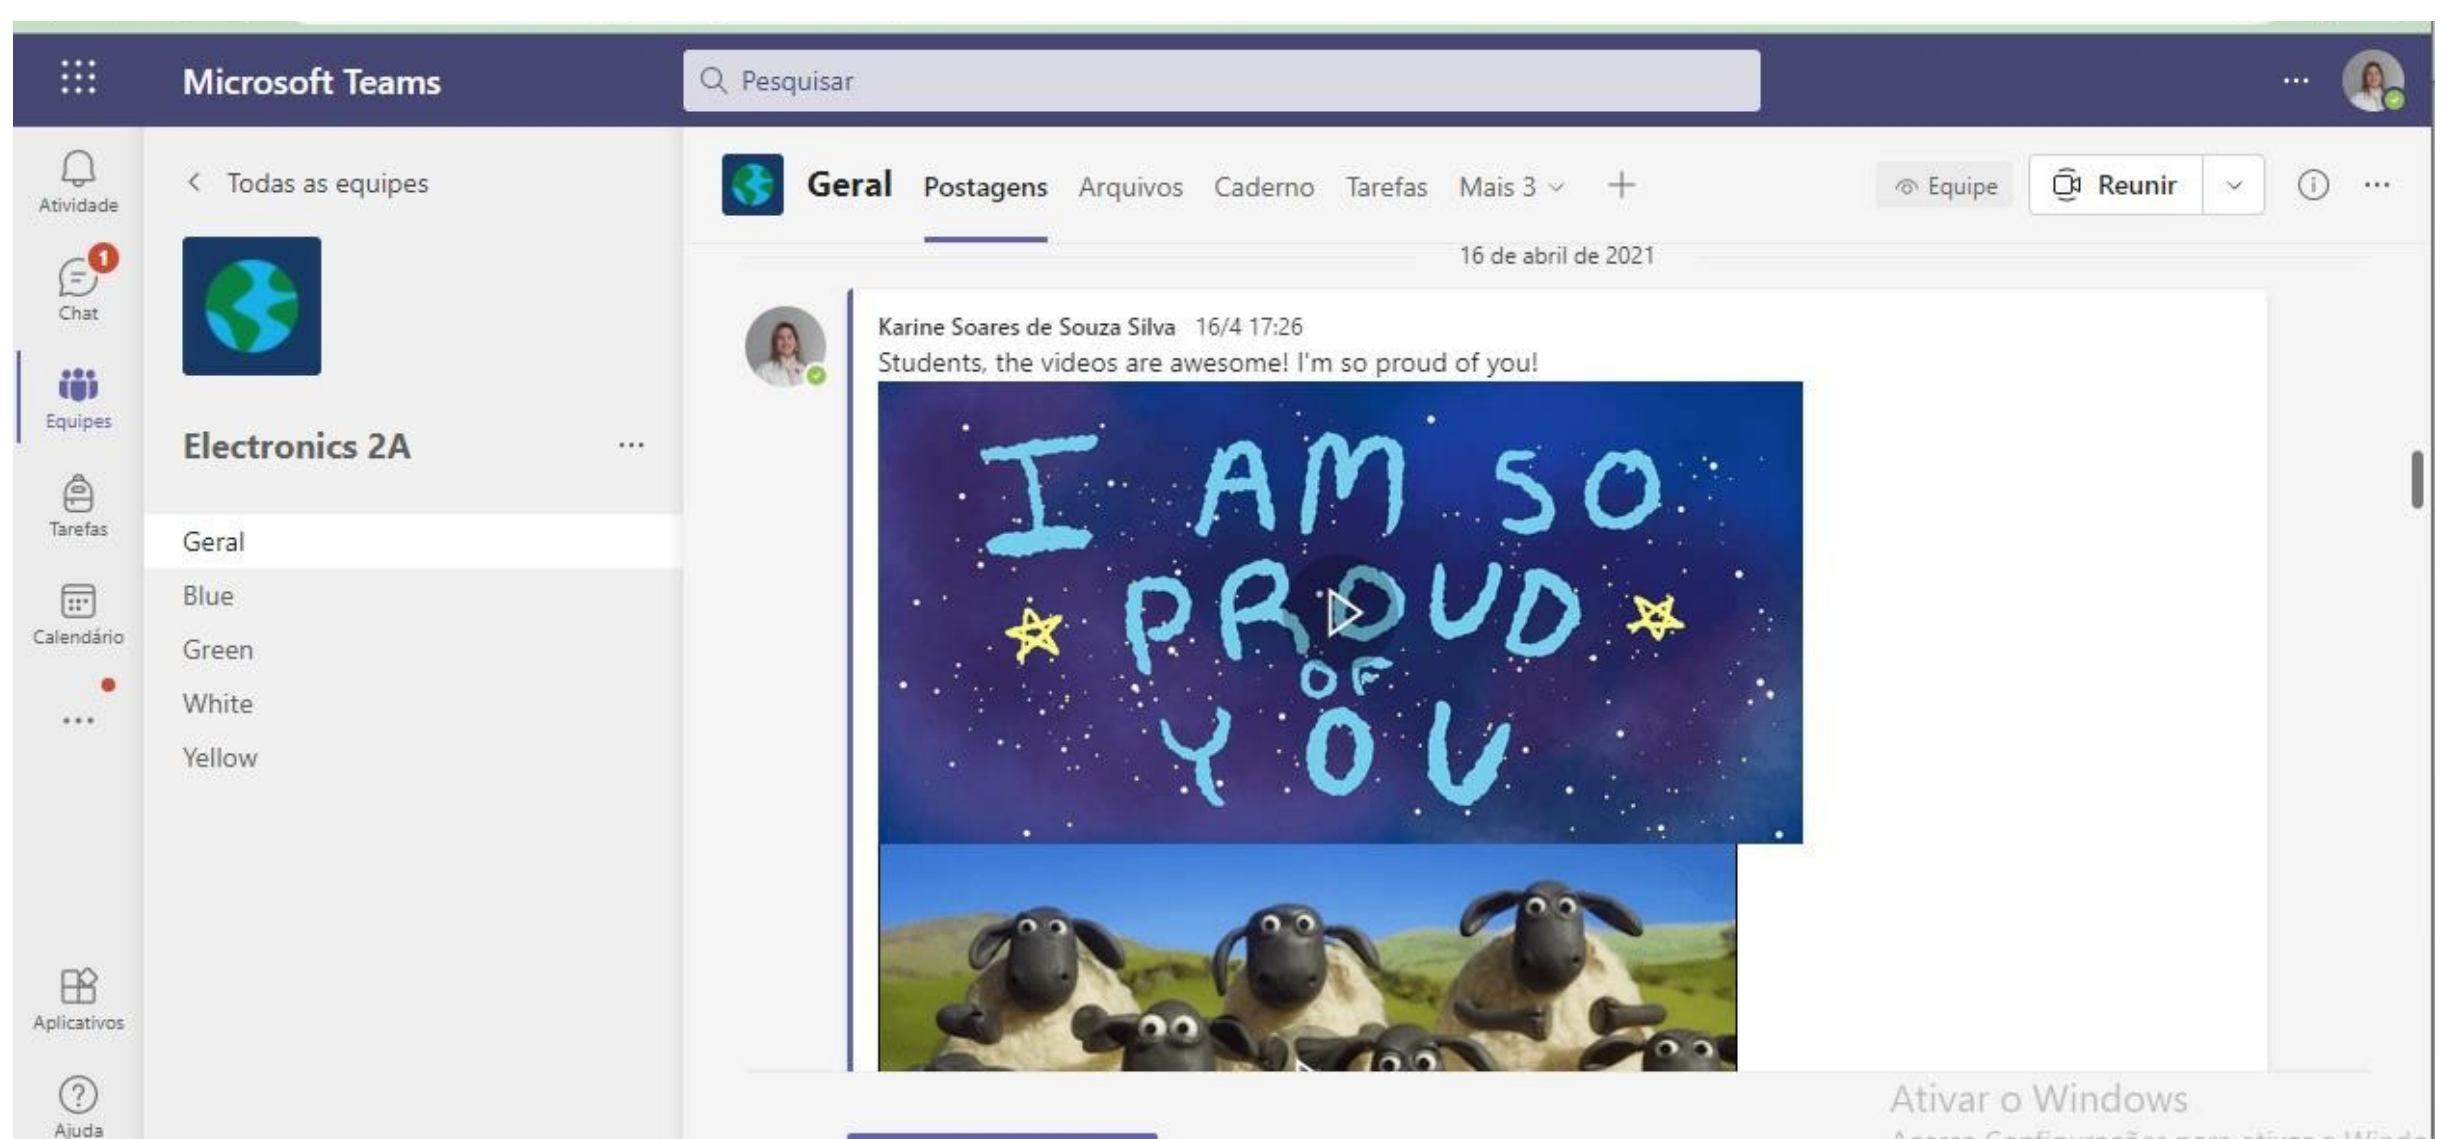 Microsoft Teams
Pesquisar
Atividade
Chat
1
Equipes
Tarefas
Calendário
Aplicativos
Ajuda
Todas as equipes
Electronics 2A
Geral
Blue
Green
White
Yellow
Geral Postagens Arquivos Caderno Tarefas Mais 3
Equipe Reunir
16 de abril de 2021
Karine Soares de Souza Silva 16/4 17:26
Students, the videos are awesome! I'm so proud of you!
I AM SO
PROUD
OF
YOU
Ativar o Windows